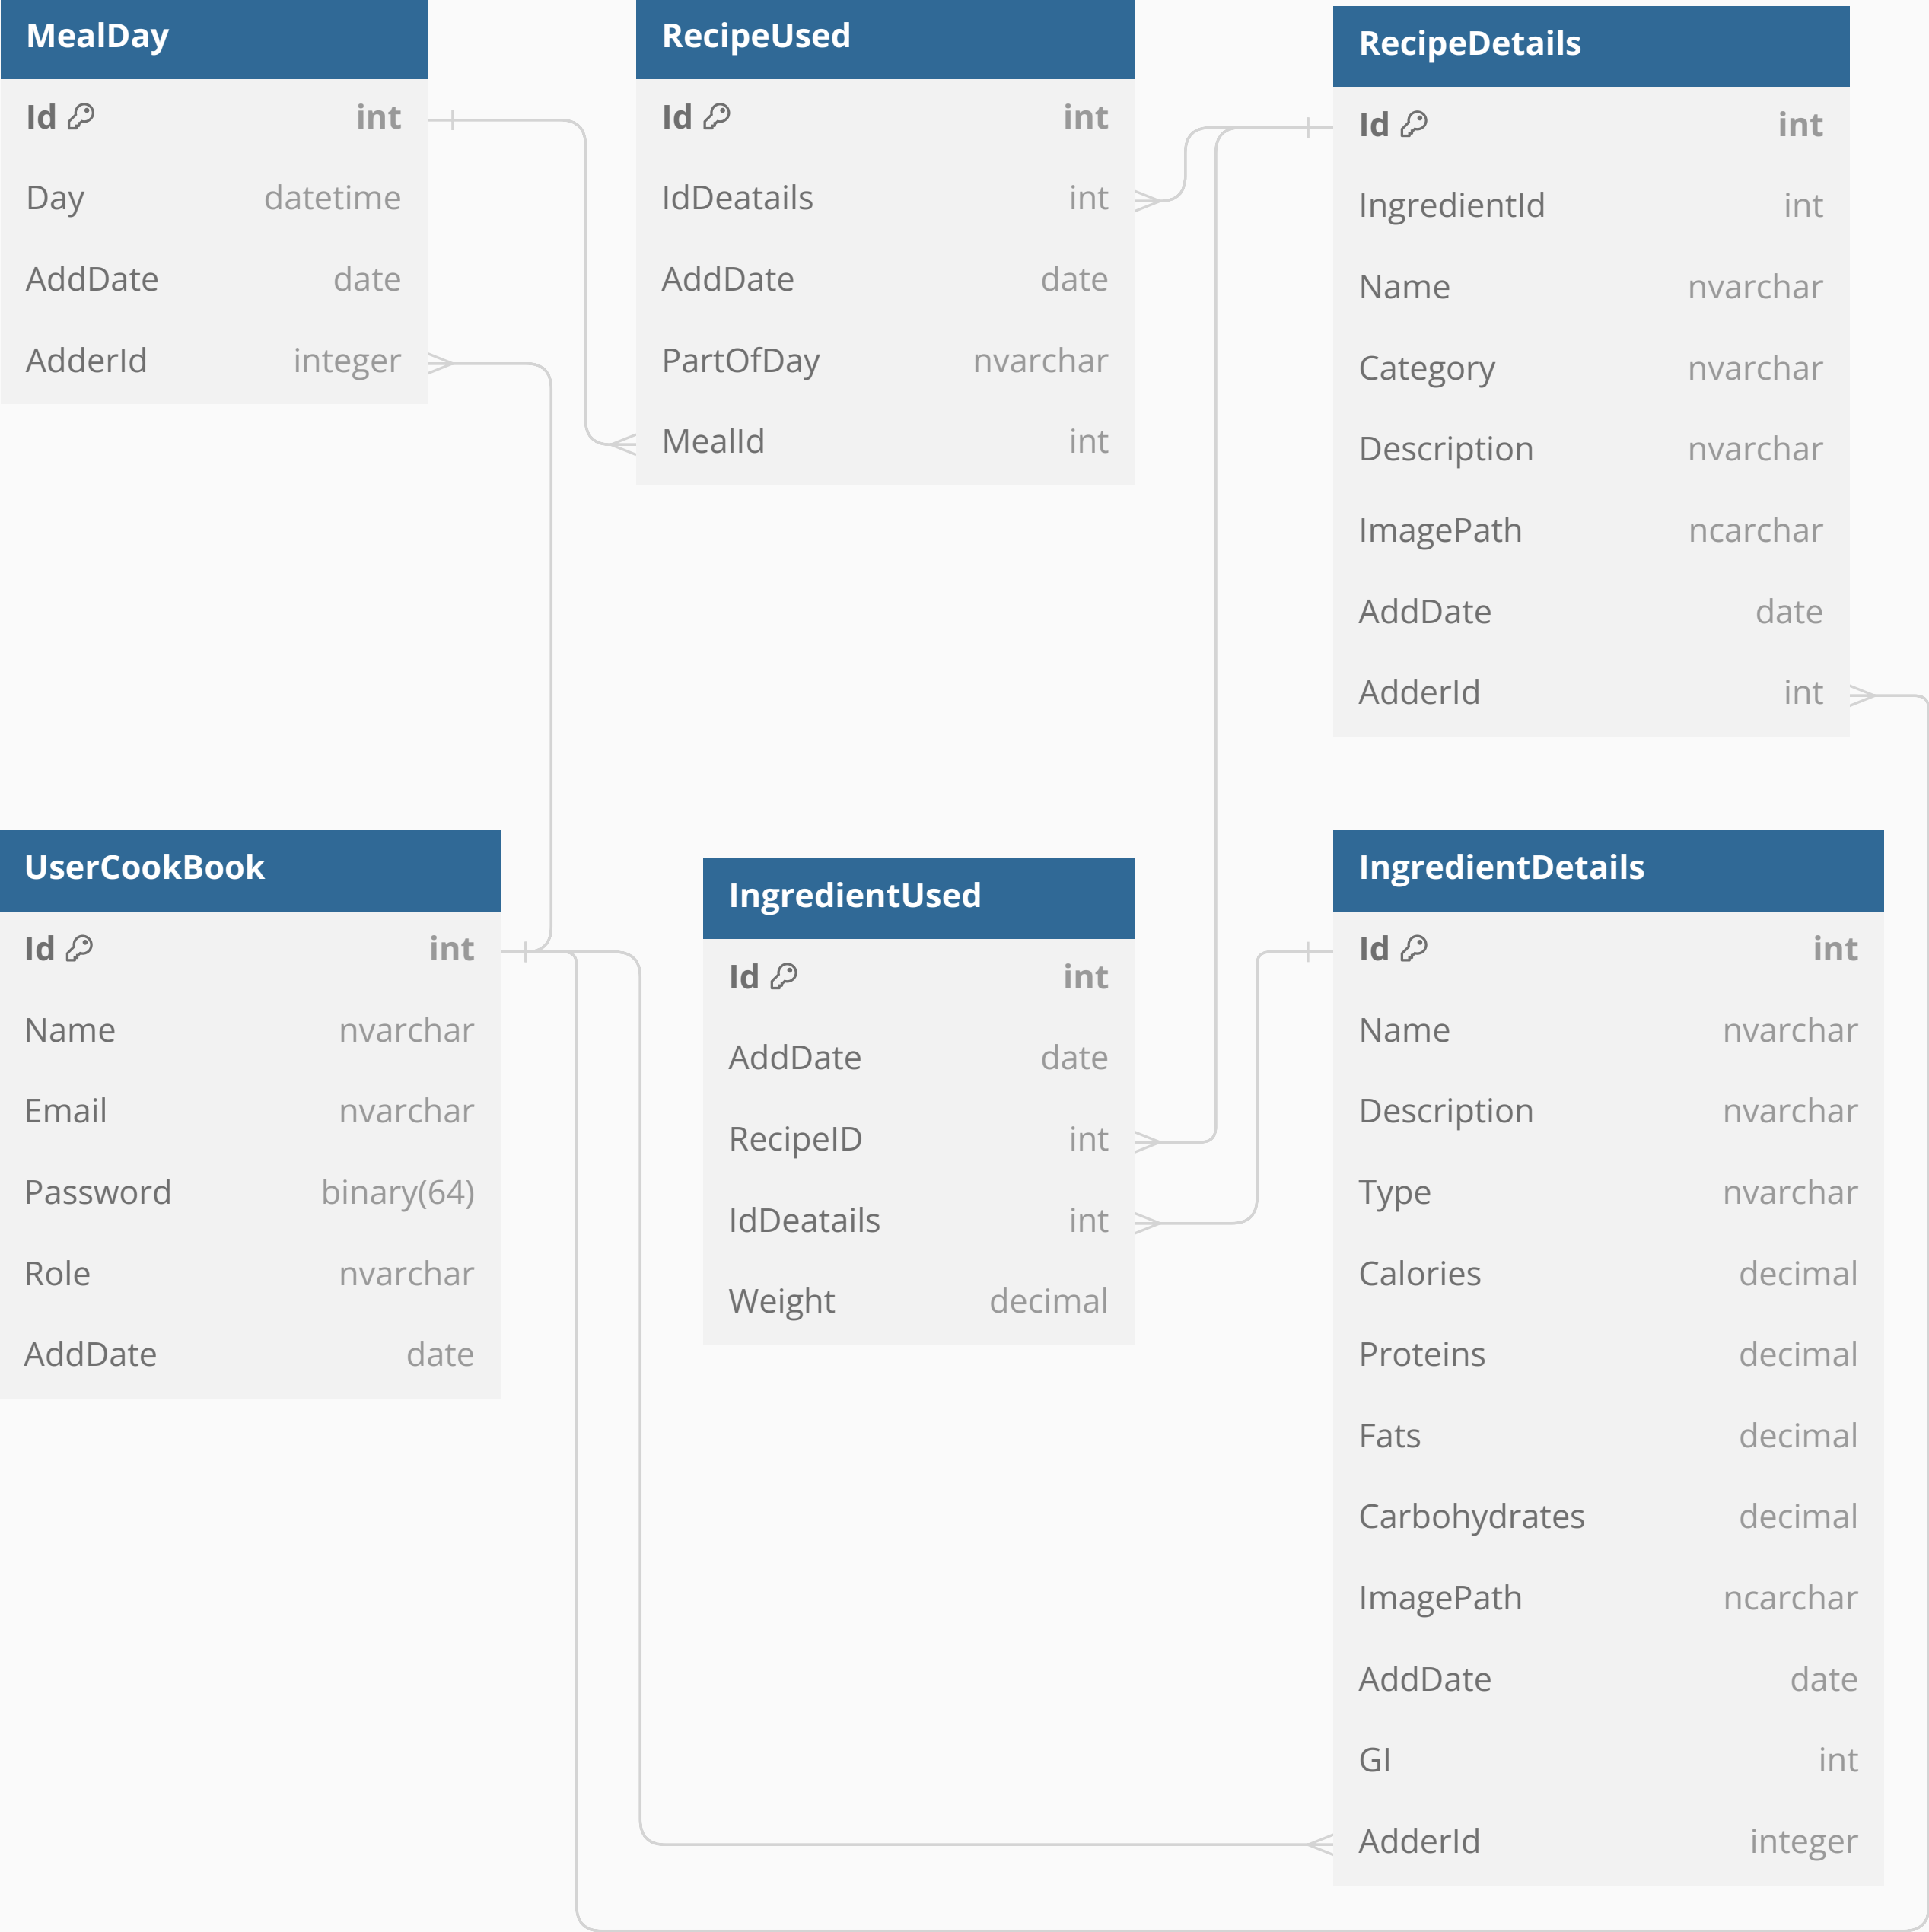 MealDay
Id int
Day datetime
AddDate date
AdderId integer
RecipeUsed
Id int
IdDeatails int
AddDate date
PartOfDay nvarchar
MealId int
RecipeDetails
Id int
IngredientId int
Name nvarchar
Category nvarchar
Description nvarchar
ImagePath ncarchar
AddDate date
AdderId int
UserCookBook
Id int
Name nvarchar
Email nvarchar
Password binary(64)
Role nvarchar
AddDate date
IngredientUsed
Id int
AddDate date
RecipeID int
IdDeatails int
Weight decimal
IngredientDetails
Id int
Name nvarchar
Description nvarchar
Type nvarchar
Calories decimal
Proteins decimal
Fats decimal
Carbohydrates decimal
ImagePath ncarchar
AddDate date
GI int
AdderId integer